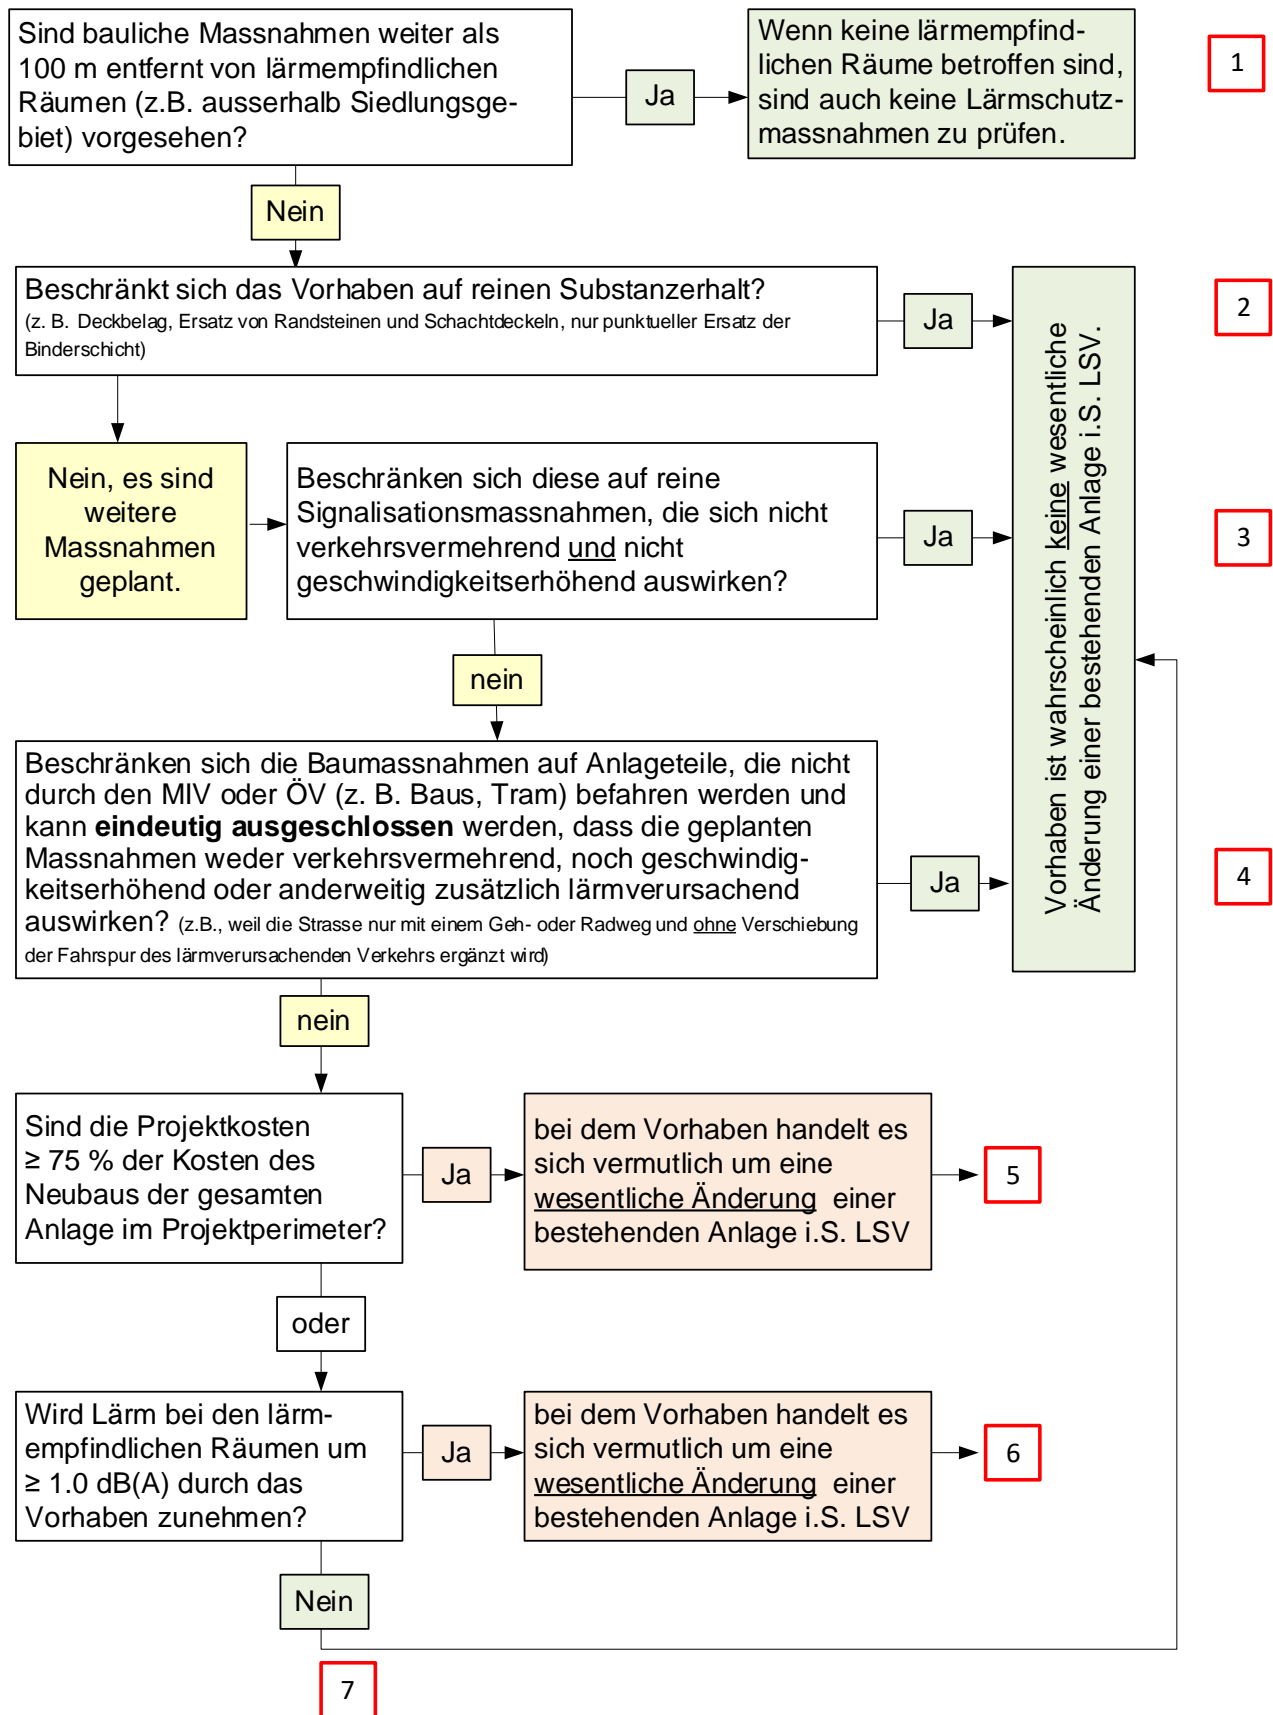 Sind bauliche Massnahmen weiter als
100 m entfernt von lärmempfindlichen
Räumen (z.B. ausserhalb Siedlungsge-
biet) vorgesehen?
Ja
Wenn keine lärmempfind-
lichen Räume betroffen sind,
sind auch keine Lärmschutz-
massnahmen zu prüfen.
1
Nein
Beschränkt sich das Vorhaben auf reinen Substanzerhalt?
(z. B. Deckbelag, Ersatz von Randsteinen und Schachtdeckeln, nur punktueller Ersatz der
Binderschicht)
Ja
2
Vorhaben ist wahrscheinlich keine wesentliche
Änderung einer bestehenden Anlage i.S. LSV.
Nein, es sind
weitere
Massnahmen
geplant.
Beschränken sich diese auf reine
Signalisationsmassnahmen, die sich nicht
verkehrsvermehrend und nicht
geschwindigkeitserhöhend auswirken?
Ja
3
nein
Beschränken sich die Baumassnahmen auf Anlageteile, die nicht
durch den MIV oder ÖV (z. B. Baus, Tram) befahren werden und
kann eindeutig ausgeschlossen werden, dass die geplanten
Massnahmen weder verkehrsvermehrend, noch geschwindig-
keitserhöhend oder anderweitig zusätzlich lärmverursachend
auswirken? (z.B., weil die Strasse nur mit einem Geh- oder Radweg und ohne Verschiebung
der Fahrspur des lärmverursachenden Verkehrs ergänzt wird)
Ja
4
nein
Sind die Projektkosten
≥ 75 % der Kosten des
Neubaus der gesamten
Anlage im Projektperimeter?
Ja
bei dem Vorhaben handelt es
sich vermutlich um eine
wesentliche Änderung einer
bestehenden Anlage i.S. LSV
5
oder
Wird Lärm bei den lärm-
empfindlichen Räumen um
≥ 1.0 dB(A) durch das
Vorhaben zunehmen?
Ja
bei dem Vorhaben handelt es
sich vermutlich um eine
wesentliche Änderung einer
bestehenden Anlage i.S. LSV
6
Nein
7